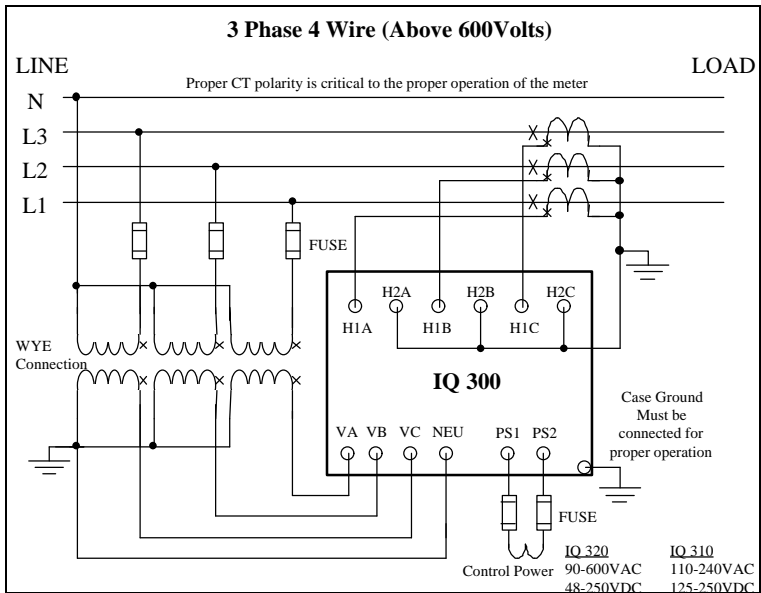 3 Phase 4 Wire (Above 600Volts)
LINE
LOAD
Proper CT polarity is critical to the proper operation of the meter
N
L3
L2
L1
FUSE
H1A
H2A
H1B
H2B
H1C
H2C
WYE
Connection
IQ 300
Case Ground
Must be
connected for
proper operation
VA VB VC NEU PS1 PS2
FUSE
Control Power
IQ 320
90-600VAC
48-250VDC
IQ 310
110-240VAC
125-250VDC